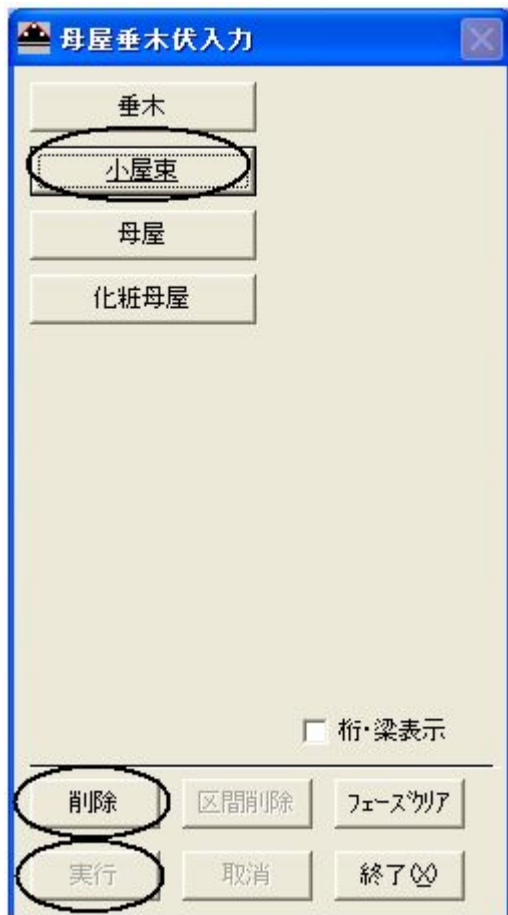 母屋垂木伏入力
垂木
小屋束
母屋
化粧母屋
桁・梁表示
削除 区間削除 フェーズクリア
実行 取消 終了(X)